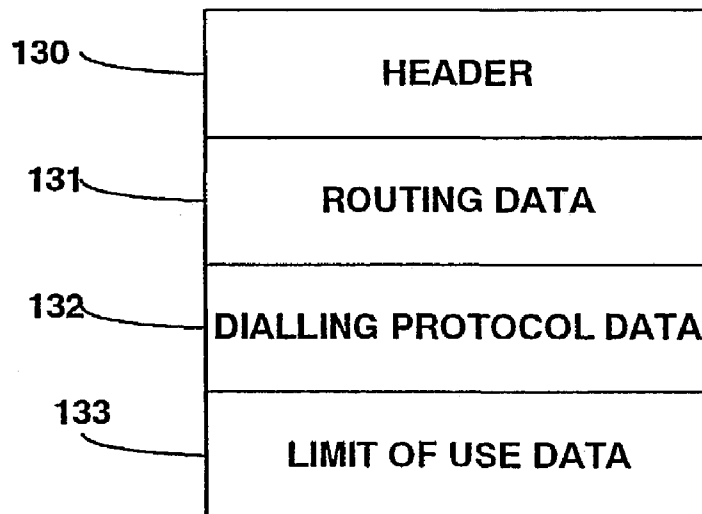 130 HEADER
131 ROUTING DATA
132 DIALLING PROTOCOL DATA
133 LIMIT OF USE DATA